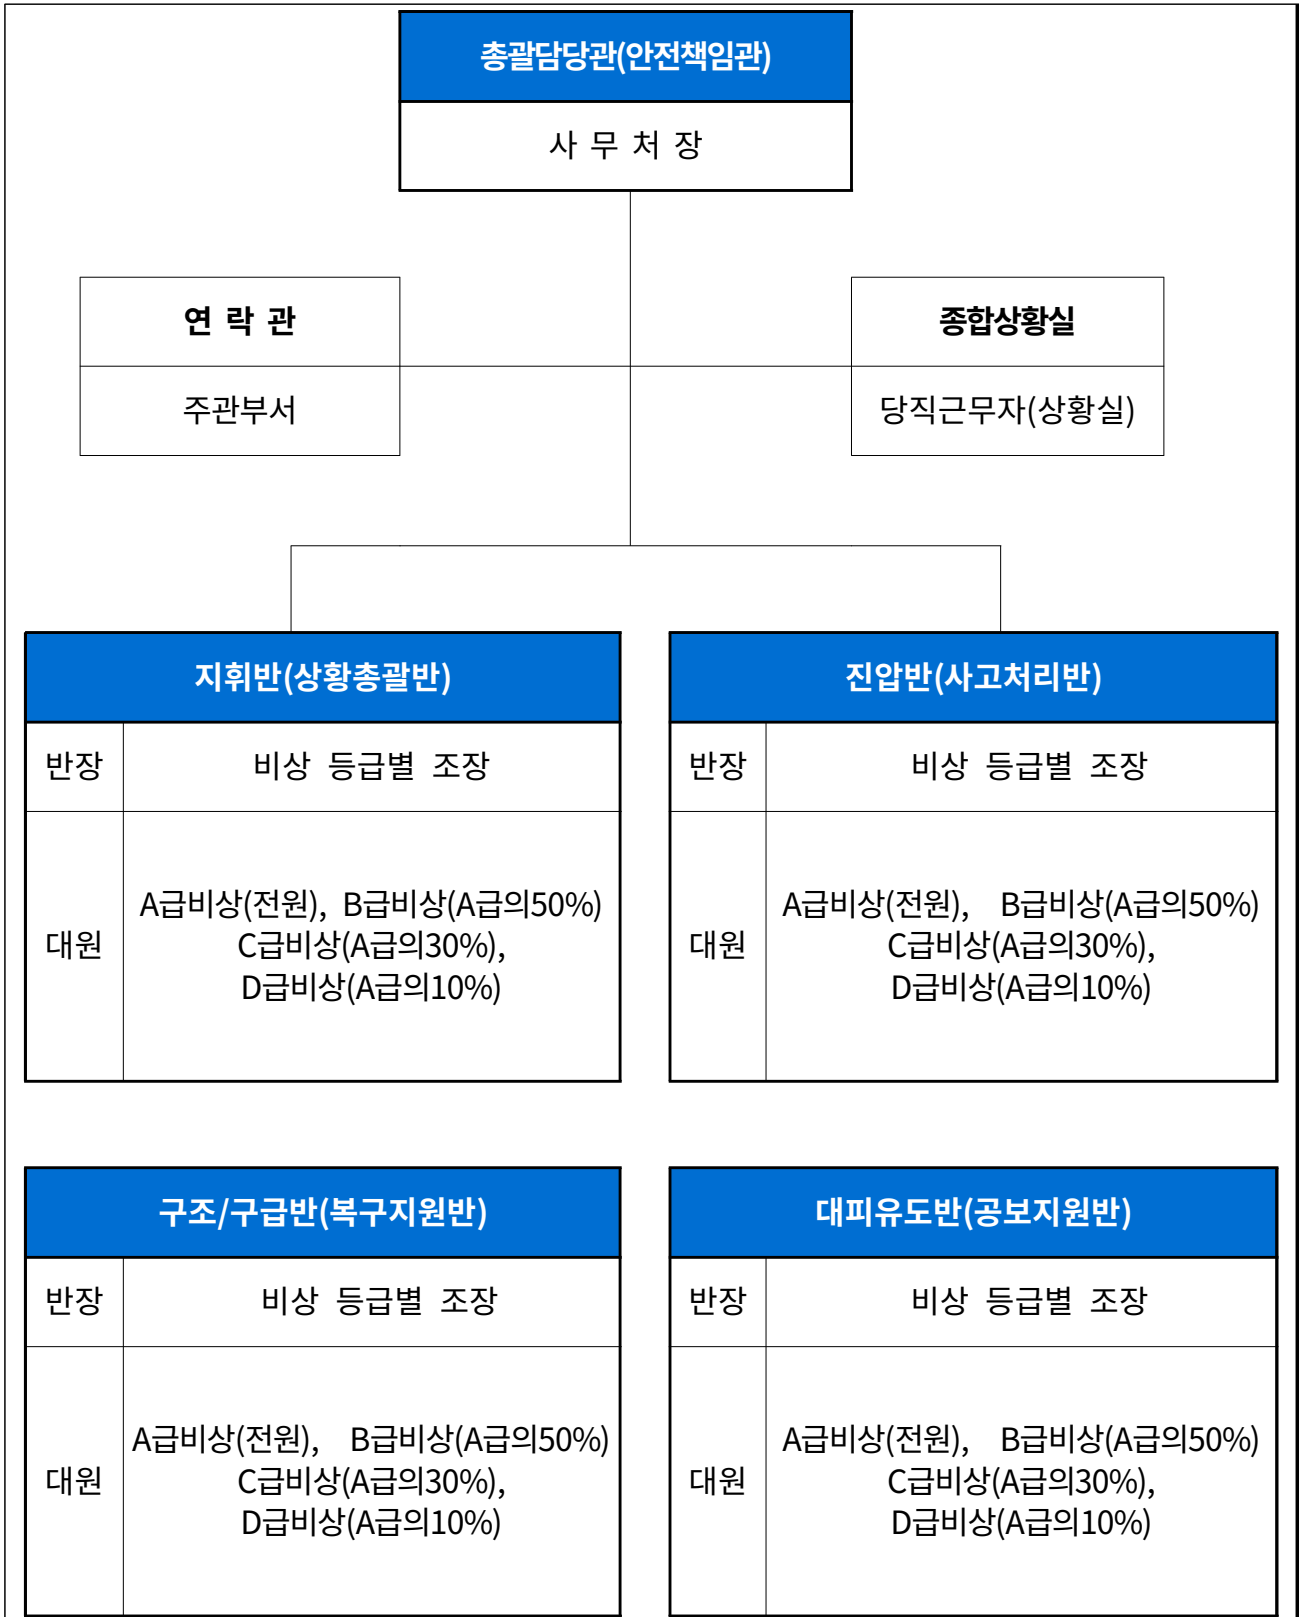 총괄담당관(안전책임관)
사 무 처 장
연 락 관
주관부서
종합상황실
당직근무자(상황실)
지휘반(상황총괄반)
반장
비상 등급별 조장
대원
A급비상(전원), B급비상(A급의50%)
C급비상(A급의30%),
D급비상(A급의10%)
진압반(사고처리반)
반장
비상 등급별 조장
대원
A급비상(전원), B급비상(A급의50%)
C급비상(A급의30%),
D급비상(A급의10%)
구조/구급반(복구지원반)
반장
비상 등급별 조장
대원
A급비상(전원), B급비상(A급의50%)
C급비상(A급의30%),
D급비상(A급의10%)
대피유도반(공보지원반)
반장
비상 등급별 조장
대원
A급비상(전원), B급비상(A급의50%)
C급비상(A급의30%),
D급비상(A급의10%)